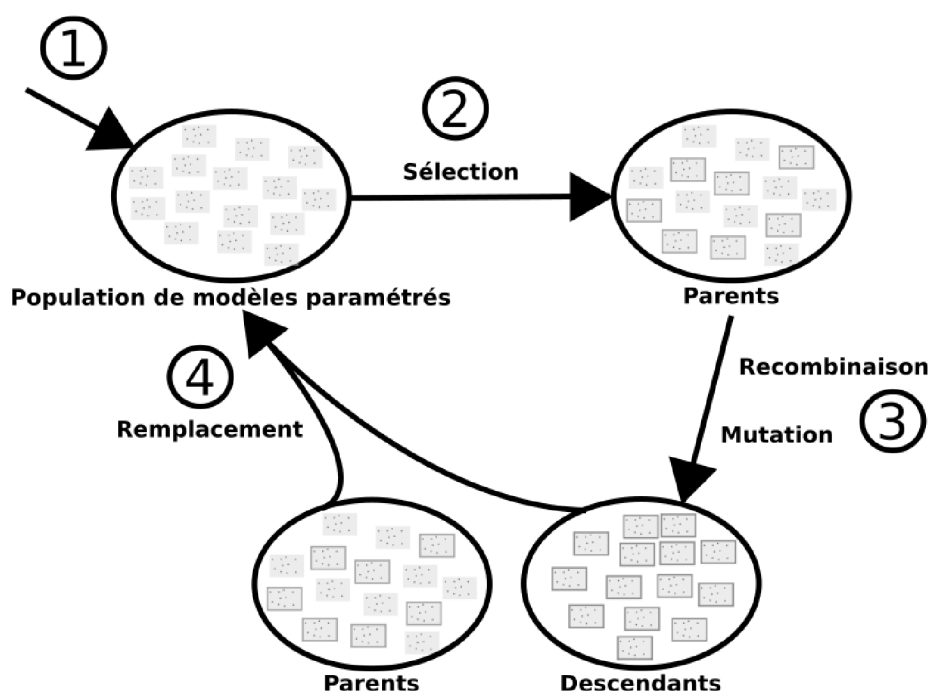 1
2
Sélection
Population de modèles paramétrés
Parents
Recombinaison
3
Mutation
4
Remplacement
Parents
Descendants